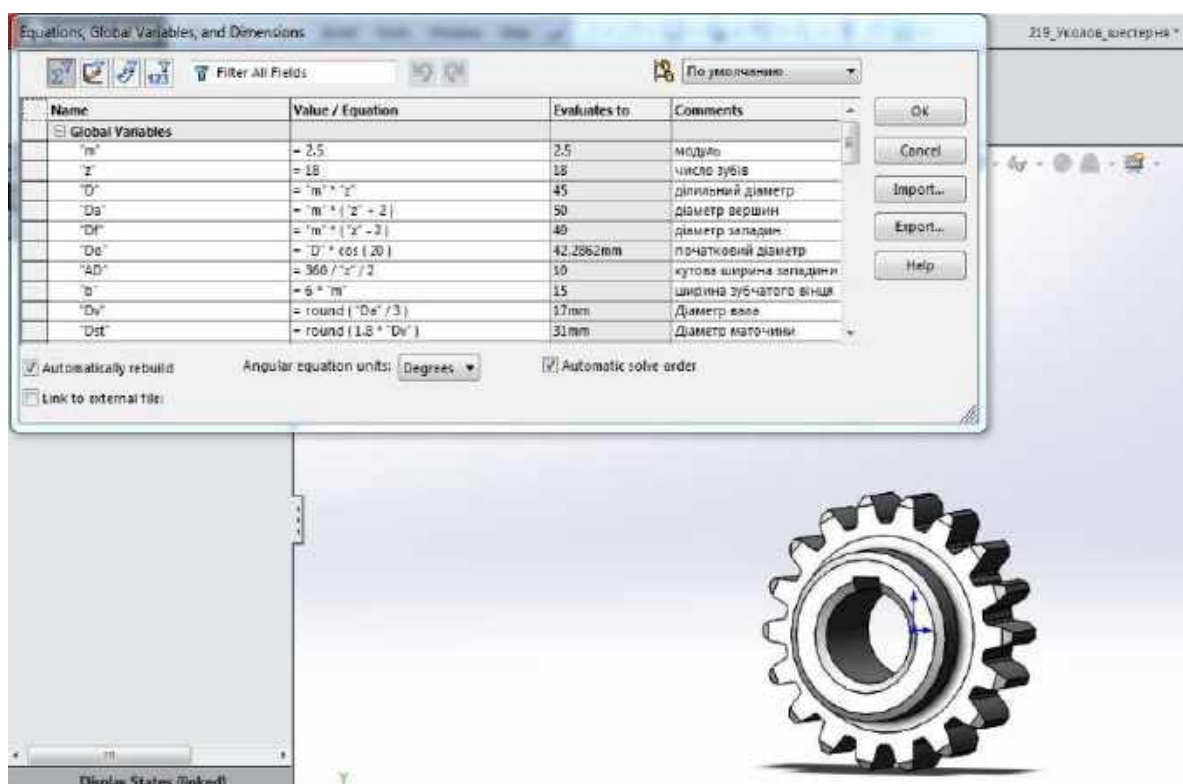 Equations, Global Variables, and Dimensions
219_Уколов_шестерня *
Filter All Fields
По умолчанию
Name Value / Equation Evaluates to Comments
Global Variables
"m" = 2.5 2.5 модуль
"z" = 18 18 число зубів
"D" = "m" * "z" 45 ділильний діаметр
"Da" = "m" * ( "z" + 2 ) 50 діаметр вершин
"Df" = "m" * ( "z" - 2 ) 40 діаметр западин
= "D" * cos ( 20 ) 42.2862mm початковий діаметр
"AD" = 360 / "z" / 2 10 кутова ширина западини
"b" = 6 * "m" 15 ширина зубчатого вінця
"Dv" = round ( "Da" / 3 ) 17mm Діаметр вала
"Dst" = round ( 1.8 * "Dv" ) 31mm Діаметр маточини
OK
Cancel
Import...
Export...
Help
Automatically rebuild Angular equation units: Degrees Automatic solve order
Link to external file:
Display States (linked)
Y